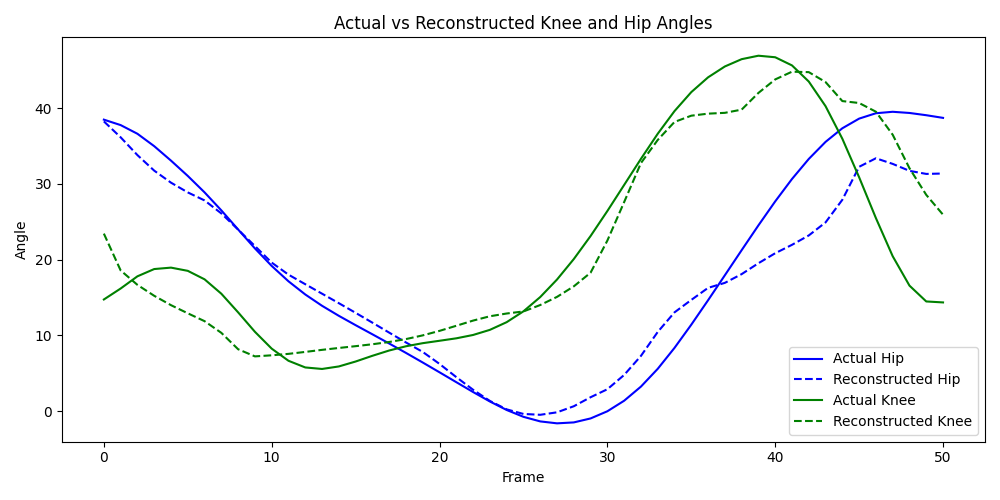 Actual vs Reconstructed Knee and Hip Angles
Angle
40
30
20
10
0
0 10 20 30 40 50
Frame
Actual Hip
Reconstructed Hip
Actual Knee
Reconstructed Knee